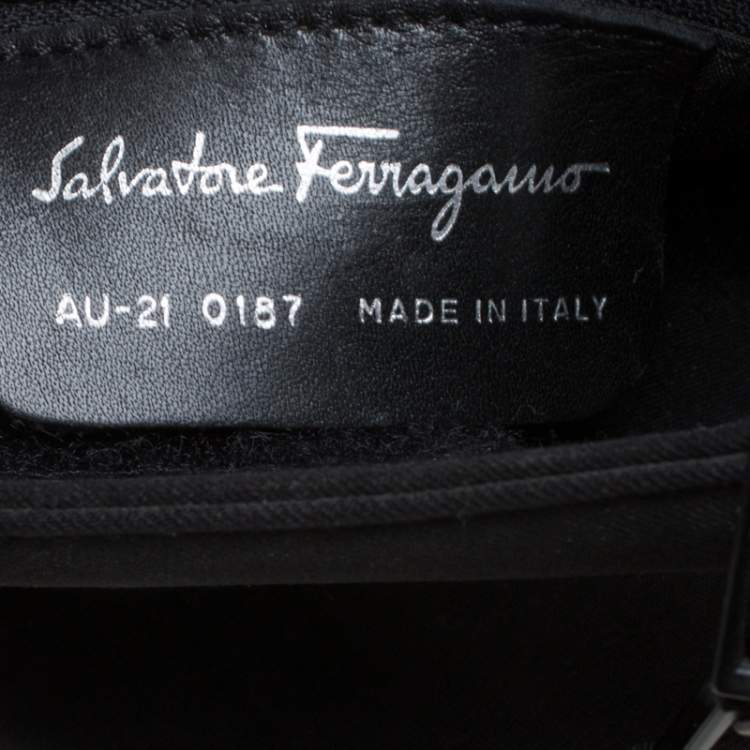 Salvatore Ferragamo
AU-21 0187 MADE IN ITALY